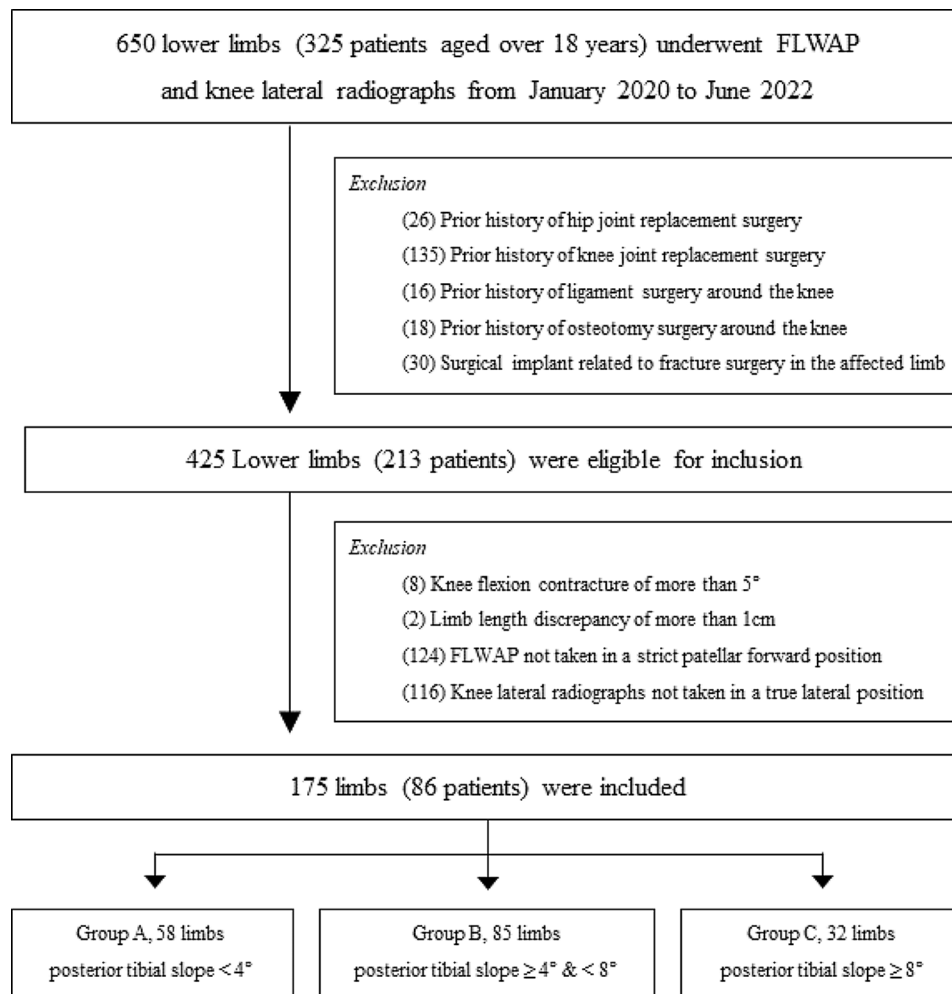 650 lower limbs (325 patients aged over 18 years) underwent FLWAP
and knee lateral radiographs from January 2020 to June 2022
Exclusion
(26) Prior history of hip joint replacement surgery
(135) Prior history of knee joint replacement surgery
(16) Prior history of ligament surgery around the knee
(18) Prior history of osteotomy surgery around the knee
(30) Surgical implant related to fracture surgery in the affected limb
425 Lower limbs (213 patients) were eligible for inclusion
Exclusion
(8) Knee flexion contracture of more than 5°
(2) Limb length discrepancy of more than 1cm
(124) FLWAP not taken in a strict patellar forward position
(116) Knee lateral radiographs not taken in a true lateral position
175 limbs (86 patients) were included
Group A, 58 limbs
posterior tibial slope < 4°
Group B, 85 limbs
posterior tibial slope ≥ 4° & < 8°
Group C, 32 limbs
posterior tibial slope ≥ 8°